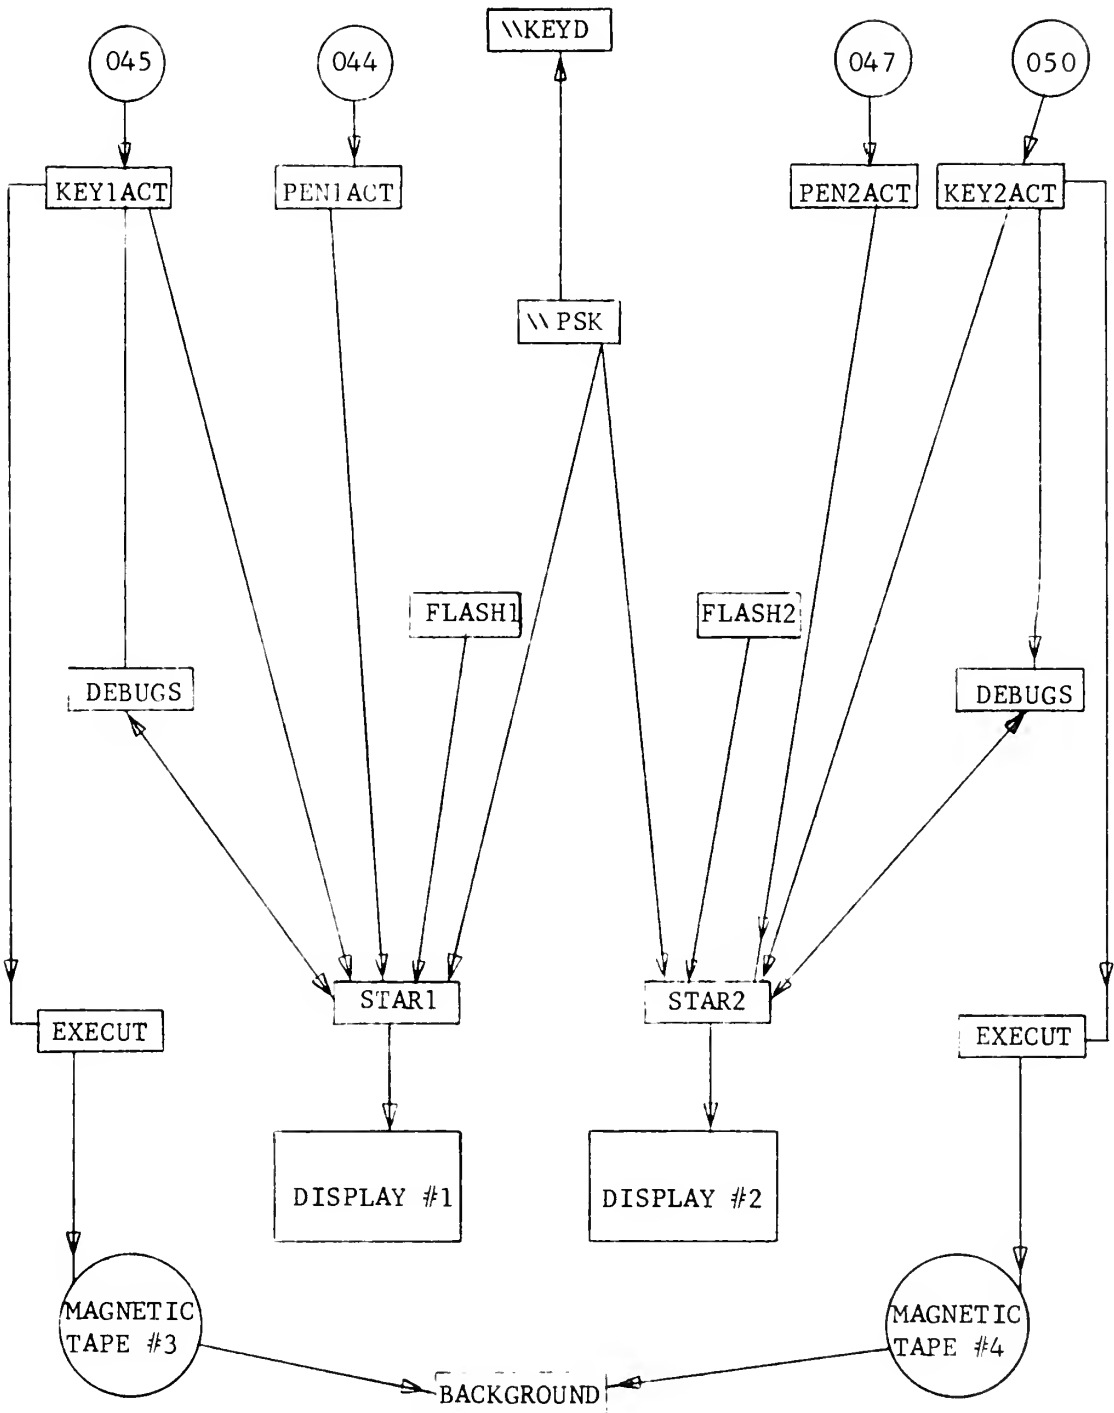 \\KEYD
045
044
047
050
KEY1ACT
PEN1ACT
PEN2ACT
KEY2ACT
\\PSK
FLASH1
FLASH2
DEBUGS
DEBUGS
STAR1
STAR2
EXECUT
EXECUT
DISPLAY #1
DISPLAY #2
MAGNETIC
TAPE #3
MAGNETIC
TAPE #4
BACKGROUND